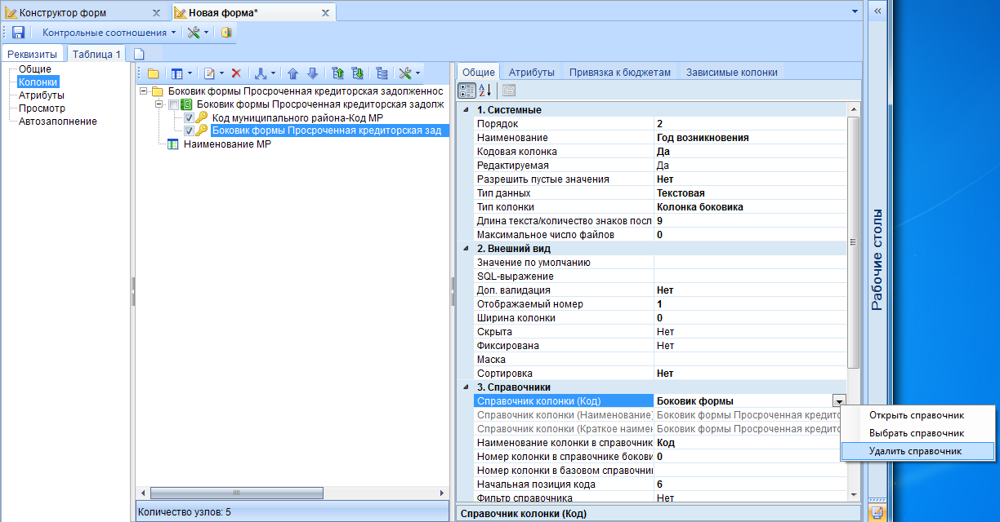 Конструктор форм
Новая форма*
Контрольные соотношения
Реквизиты
Таблица 1
Общие
Колонки
Атрибуты
Просмотр
Автозаполнение
Боковик формы Просроченная кредиторская задолженнос
Боковик формы Просроченная кредиторская задолж
Код муниципального района-Код МР
Боковик формы Просроченная кредиторская зад
Наименование МР
Количество узлов: 5
Общие
Атрибуты
Привязка к бюджетам
Зависимые колонки
1. Системные
Порядок 2
Наименование Год возникновения
Кодовая колонка Да
Редактируемая Да
Разрешить пустые значения Нет
Тип данных Текстовая
Тип колонки Колонка боковика
Длина текста/количество знаков посл 9
Максимальное число файлов 0
2. Внешний вид
Значение по умолчанию
SQL-выражение
Доп. валидация Нет
Отображаемый номер 1
Ширина колонки 0
Скрыта Нет
Фиксирована Нет
Маска
Сортировка Нет
3. Справочники
Справочник колонки (Код) Боковик формы
Справочник колонки (Наименование) Боковик формы Просроченная кредито
Справочник колонки (Краткое наимен Боковик формы Просроченная кредито
Наименование колонки в справочник Код
Номер колонки в справочнике бокови 0
Номер колонки в базовом справочни
Начальная позиция кода 6
Фильтр справочника Нет
Справочник колонки (Код)
Открыть справочник
Выбрать справочник
Удалить справочник
Рабочие столы